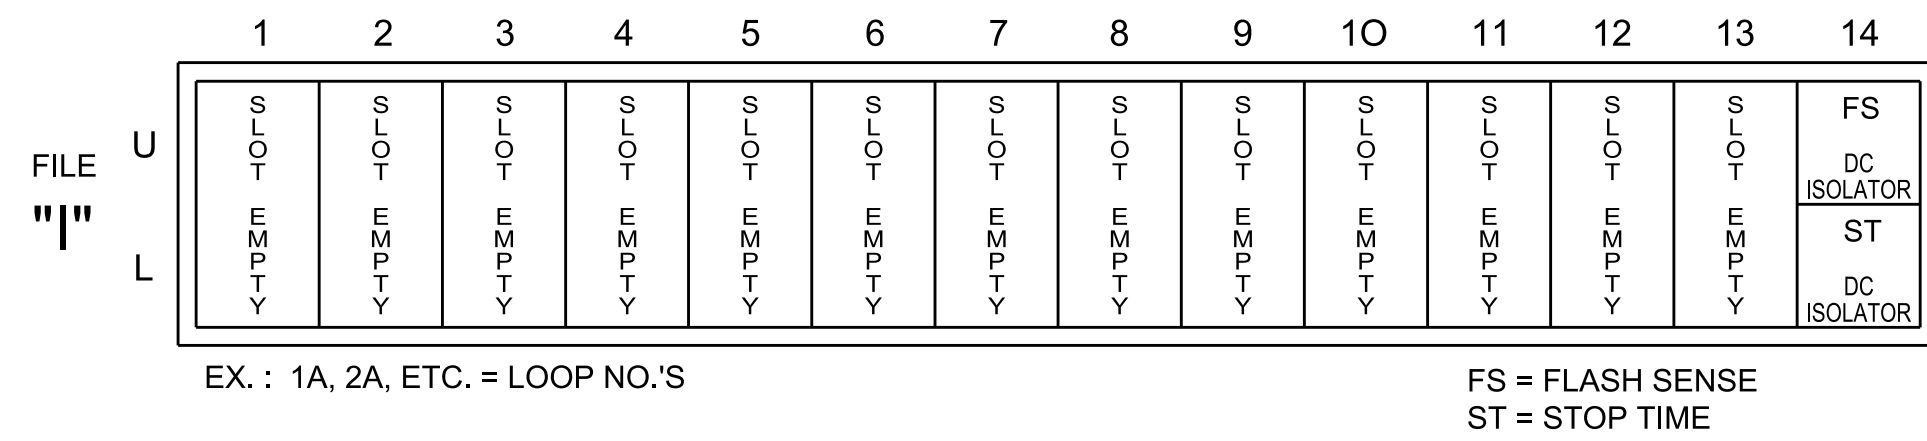 1 2 3 4 5 6 7 8 9 10 11 12 13 14
FILE "I"
U
L
SLOT EMPTY
SLOT EMPTY
SLOT EMPTY
SLOT EMPTY
SLOT EMPTY
SLOT EMPTY
SLOT EMPTY
SLOT EMPTY
SLOT EMPTY
SLOT EMPTY
SLOT EMPTY
SLOT EMPTY
SLOT EMPTY
FS
DC
ISOLATOR
ST
DC
ISOLATOR
EX. : 1A, 2A, ETC. = LOOP NO.'S
FS = FLASH SENSE
ST = STOP TIME